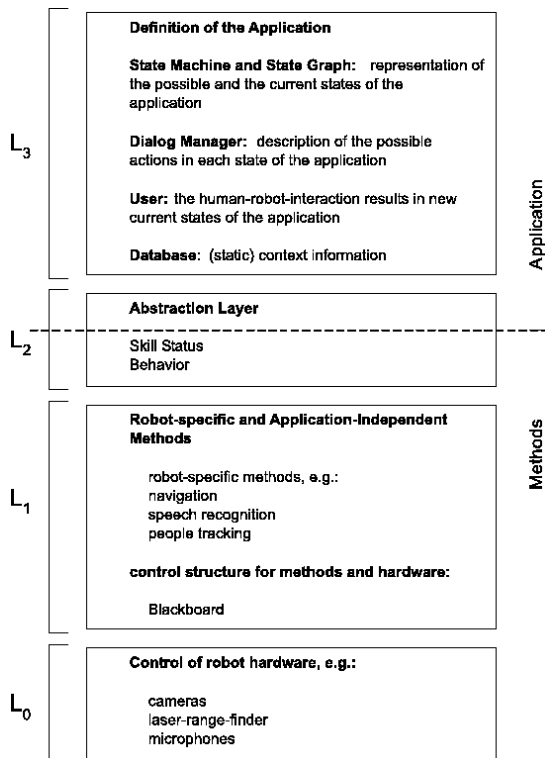 Definition of the Application
State Machine and State Graph: representation of
the possible and the current states of the
application
Dialog Manager: description of the possible
actions in each state of the application
User: the human-robot-interaction results in new
current states of the application
Database: (static) context information
L3
Application
Abstraction Layer
L2
Skill Status
Behavior
Robot-specific and Application-Independent
Methods
robot-specific methods, e.g.:
navigation
speech recognition
people tracking
L1
Methods
control structure for methods and hardware:
Blackboard
Control of robot hardware, e.g.:
cameras
laser-range-finder
microphones
L0